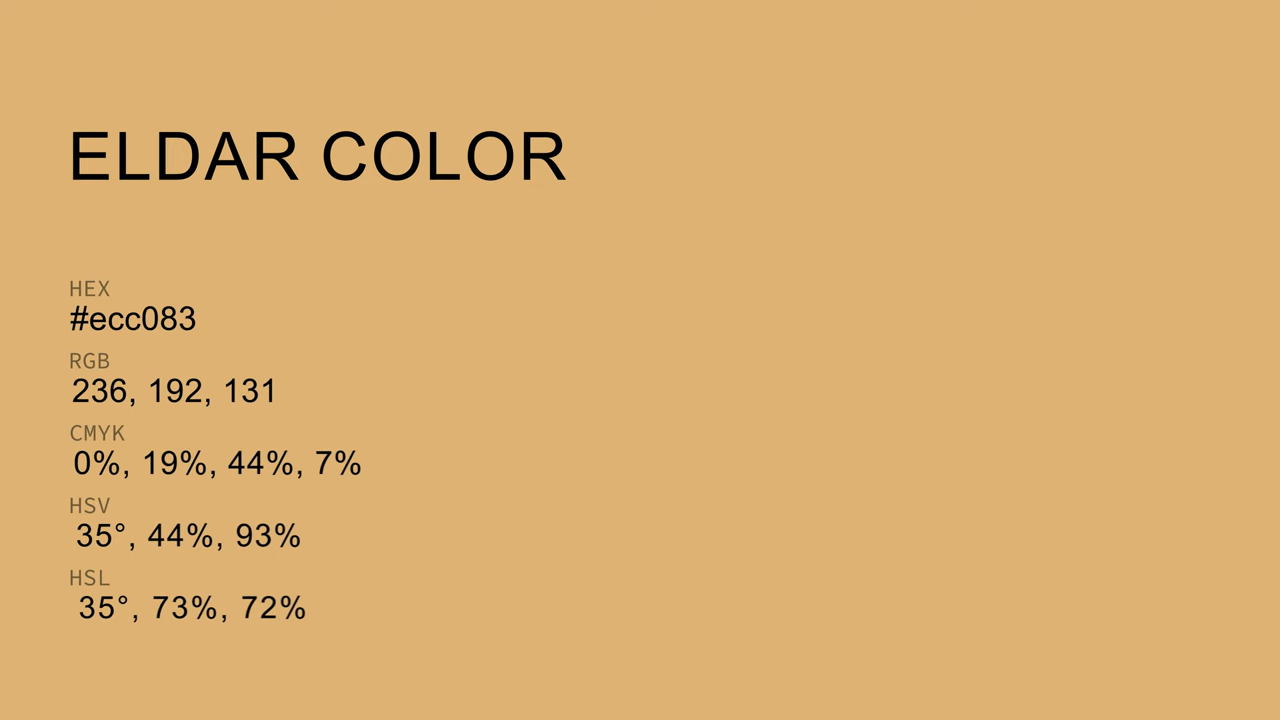 ELDAR COLOR
HEX
#ecc083
RGB
236, 192, 131
CMYK
0%, 19%, 44%, 7%
HSV
35°, 44%, 93%
HSL
35°, 73%, 72%